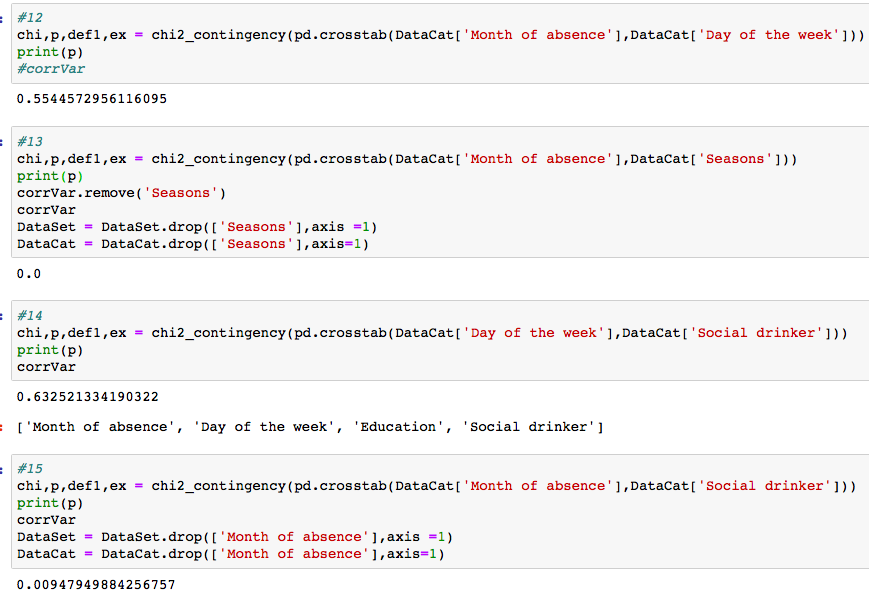 #12
chi,p,def1,ex = chi2_contingency(pd.crosstab(DataCat['Month of absence'],DataCat['Day of the week']))
print(p)
#corrVar
0.5544572956116095
#13
chi,p,def1,ex = chi2_contingency(pd.crosstab(DataCat['Month of absence'],DataCat['Seasons']))
print(p)
corrVar.remove('Seasons')
corrVar
DataSet = DataSet.drop(['Seasons'],axis =1)
DataCat = DataCat.drop(['Seasons'],axis=1)
0.0
#14
chi,p,def1,ex = chi2_contingency(pd.crosstab(DataCat['Day of the week'],DataCat['Social drinker']))
print(p)
corrVar
0.632521334190322
['Month of absence', 'Day of the week', 'Education', 'Social drinker']
#15
chi,p,def1,ex = chi2_contingency(pd.crosstab(DataCat['Month of absence'],DataCat['Social drinker']))
print(p)
corrVar
DataSet = DataSet.drop(['Month of absence'],axis =1)
DataCat = DataCat.drop(['Month of absence'],axis=1)
0.00947949884256757